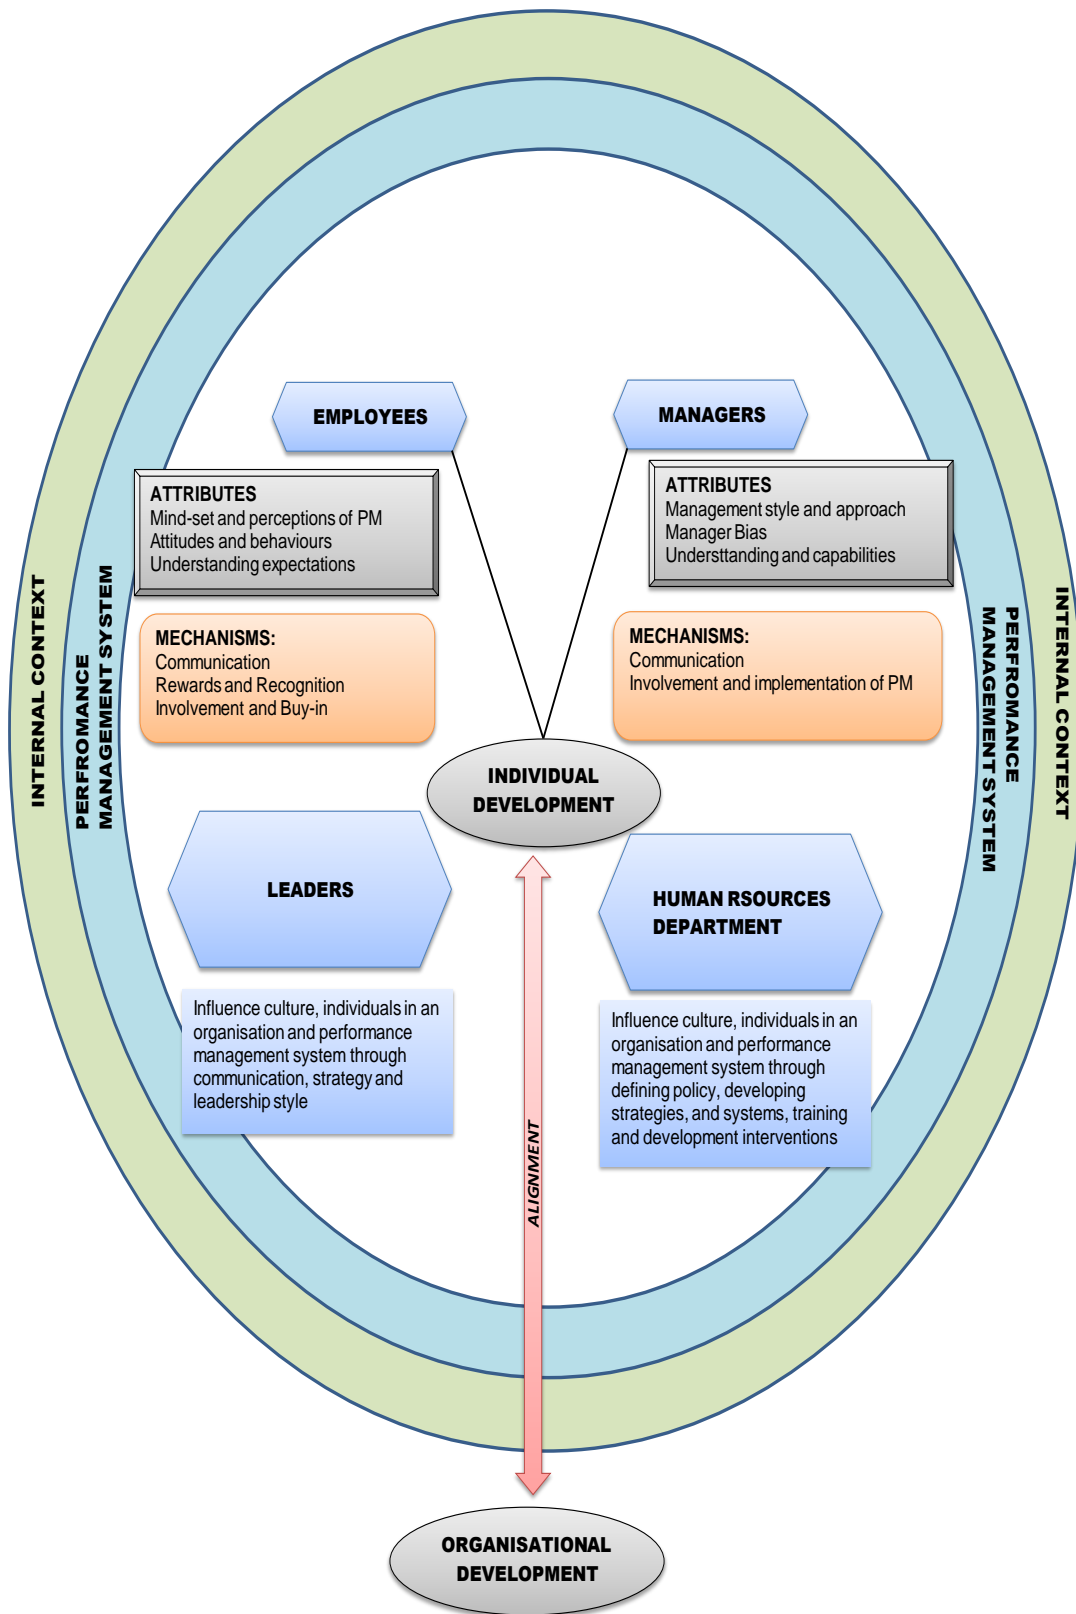 EMPLOYEES
MANAGERS
ATTRIBUTES
Mind-set and perceptions of PM
Attitudes and behaviours
Understanding expectations
ATTRIBUTES
Management style and approach
Manager Bias
Understtanding and capabilities
MECHANISMS:
Communication
Rewards and Recognition
Involvement and Buy-in
MECHANISMS:
Communication
Involvement and implementation of PM
INTERNAL CONTEXT
PERFROMANCE
MANAGEMENT SYSTEM
PERFROMANCE
MANAGEMENT SYSTEM
INTERNAL CONTEXT
INDIVIDUAL
DEVELOPMENT
LEADERS
HUMAN RSOURCES
DEPARTMENT
Influence culture, individuals in an
organisation and performance
management system through
communication, strategy and
leadership style
Influence culture, individuals in an
organisation and performance
management system through
defining policy, developing
strategies, and systems, training
and development interventions
ALIGNMENT
ORGANISATIONAL
DEVELOPMENT